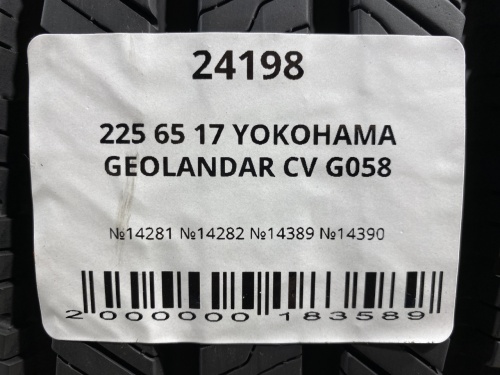 24198
225 65 17 YOKOHAMA
GEOLANDAR CV G058
№14281 №14282 №14389 №14390
2 000000 183589